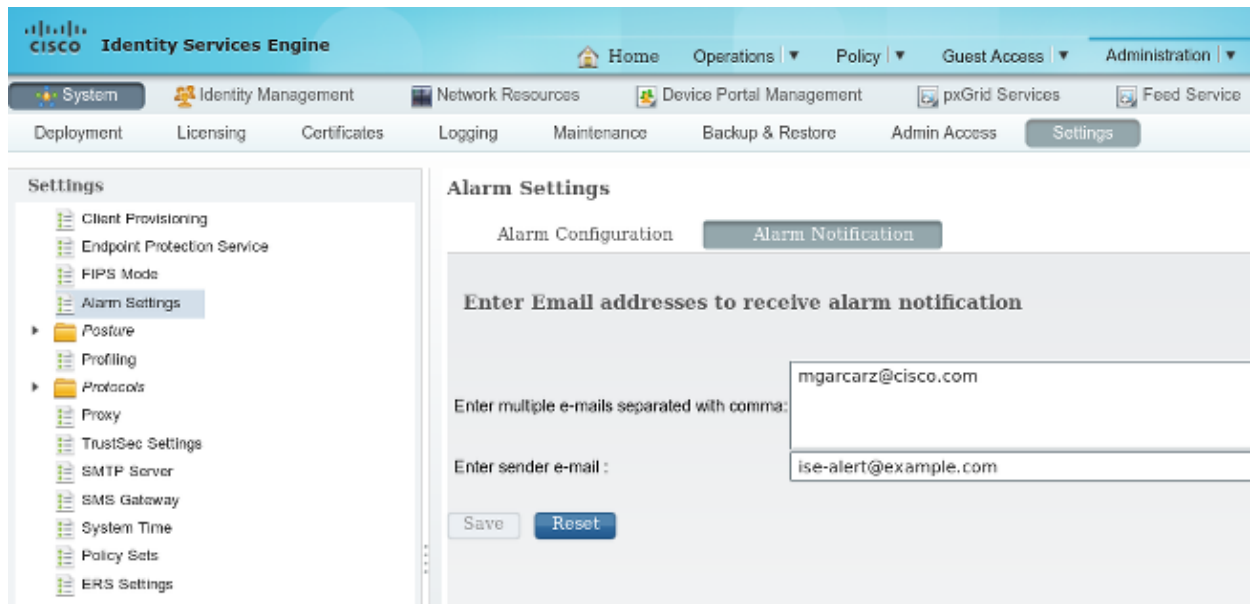 CISCO Identity Services Engine
Home Operations ▼ Policy ▼ Guest Access ▼ Administration ▼
System Identity Management Network Resources Device Portal Management pxGrid Services Feed Service
Deployment Licensing Certificates Logging Maintenance Backup & Restore Admin Access Settings
Settings
Client Provisioning
Endpoint Protection Service
FIPS Mode
Alarm Settings
Posture
Profiling
Protocols
Proxy
TrustSec Settings
SMTP Server
SMS Gateway
System Time
Policy Sets
ERS Settings
Alarm Settings
Alarm Configuration Alarm Notification
Enter Email addresses to receive alarm notification
Enter multiple e-mails separated with comma: mgarcarz@cisco.com
Enter sender e-mail : ise-alert@example.com
Save Reset